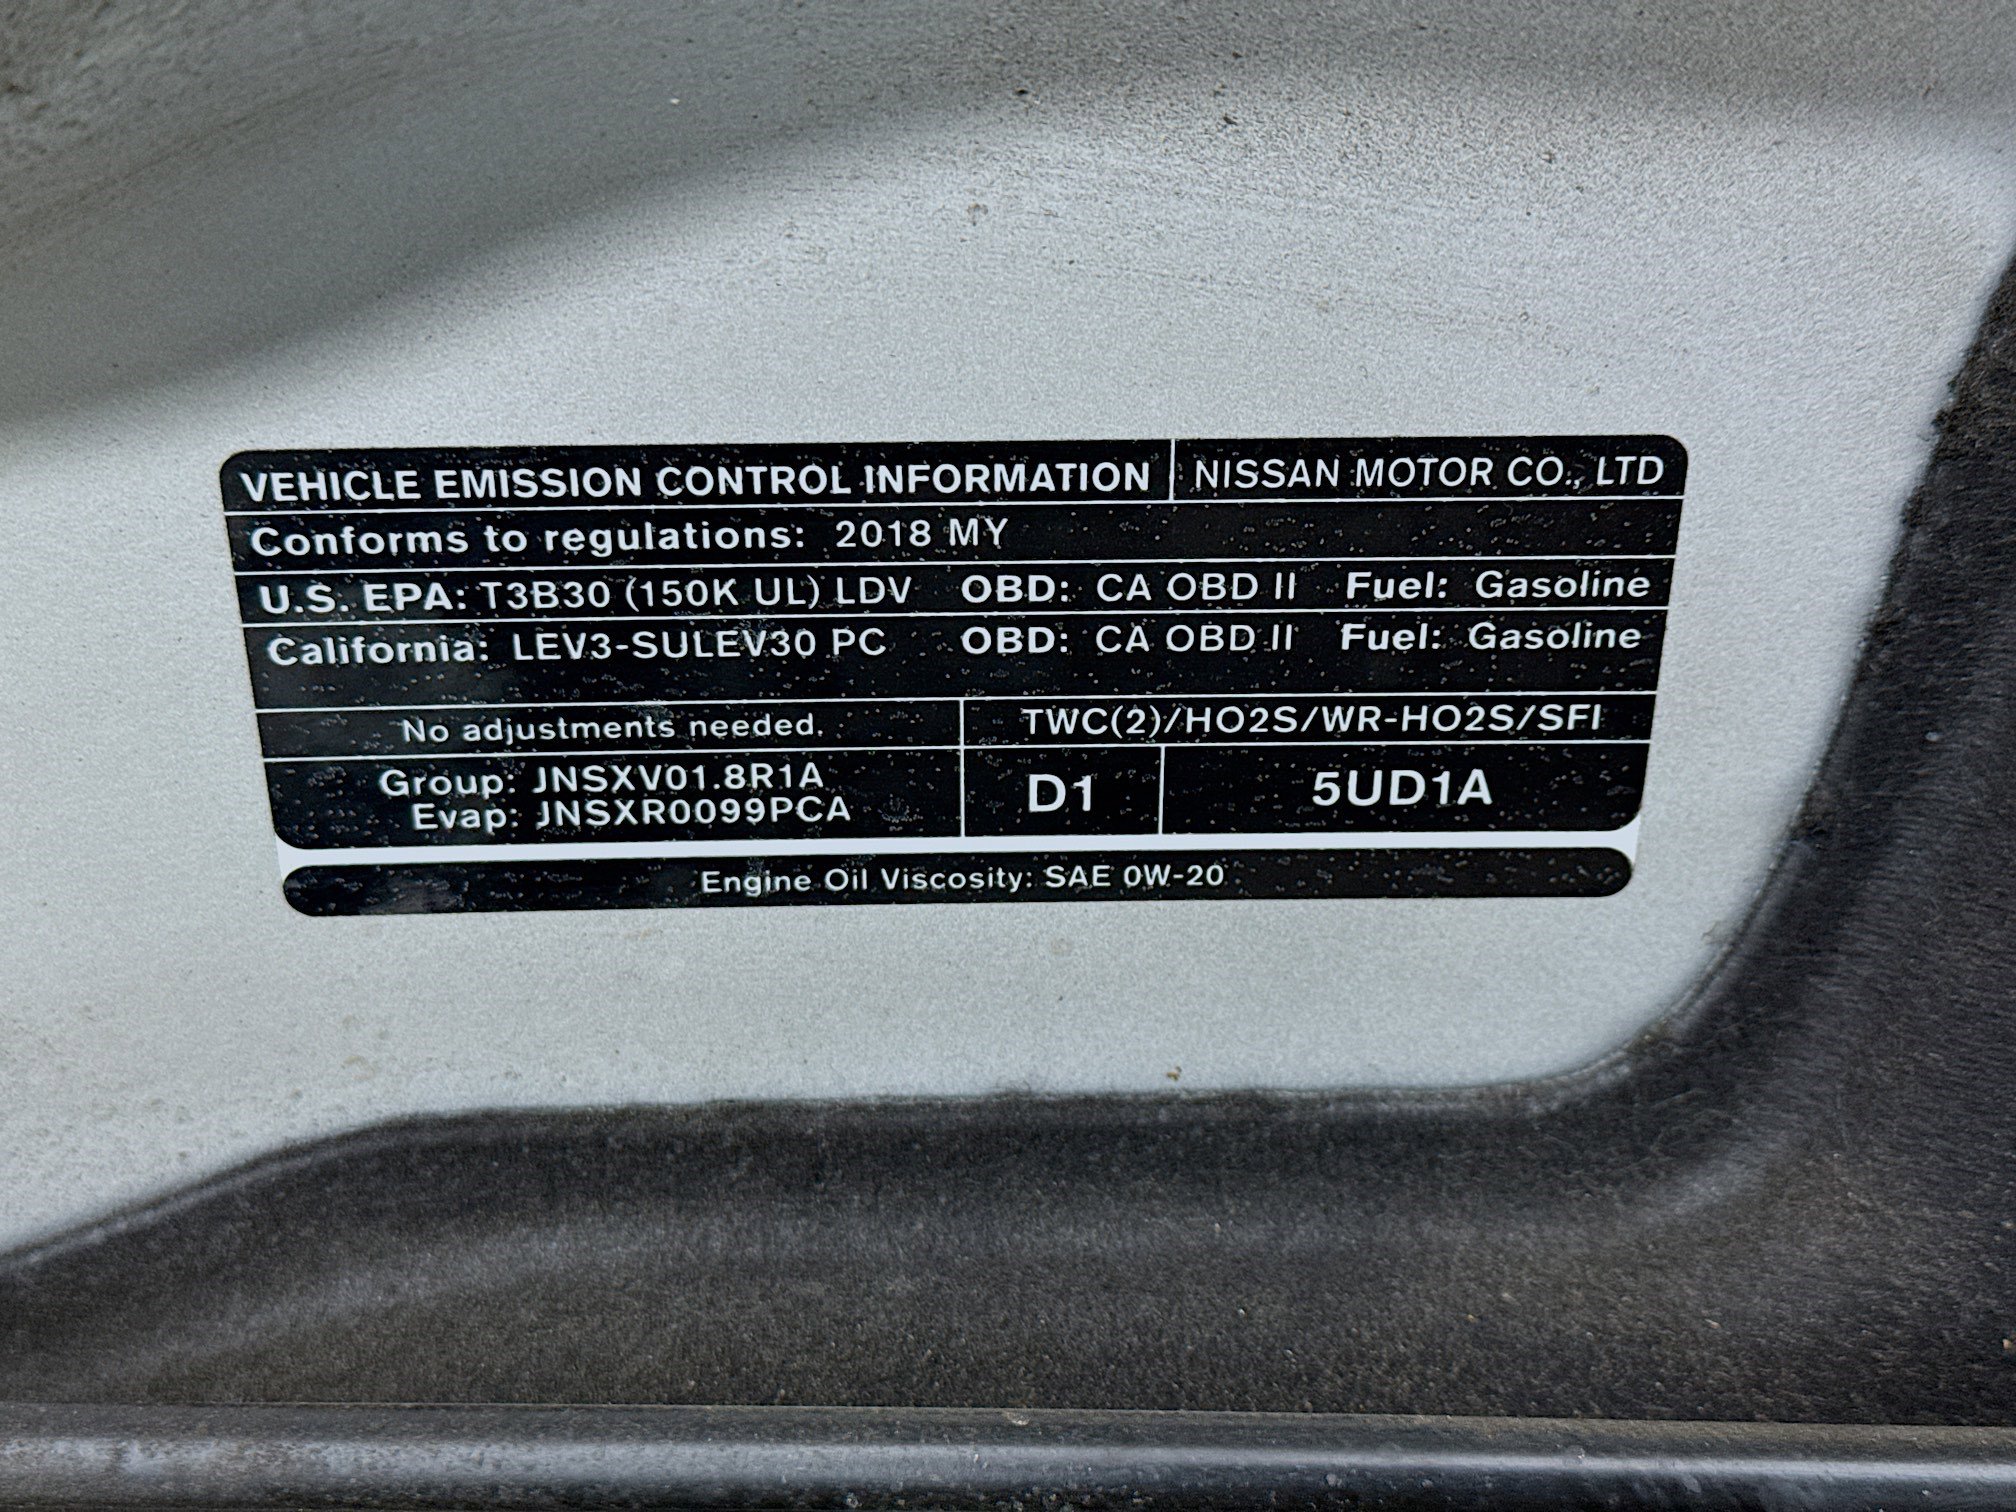 VEHICLE EMISSION CONTROL INFORMATION NISSAN MOTOR CO., LTD
Conforms to regulations: 2018 MY
U.S. EPA: T3B30 (150K UL) LDV OBD: CA OBD II Fuel: Gasoline
California: LEV3-SULEV30 PC OBD: CA OBD II Fuel: Gasoline
No adjustments needed. TWC(2)/HO2S/WR-HO2S/SFI
Group: JNSXV01.8R1A
Evap: JNSXR0099PCA
D1 5UD1A
Engine Oil Viscosity: SAE 0W-20